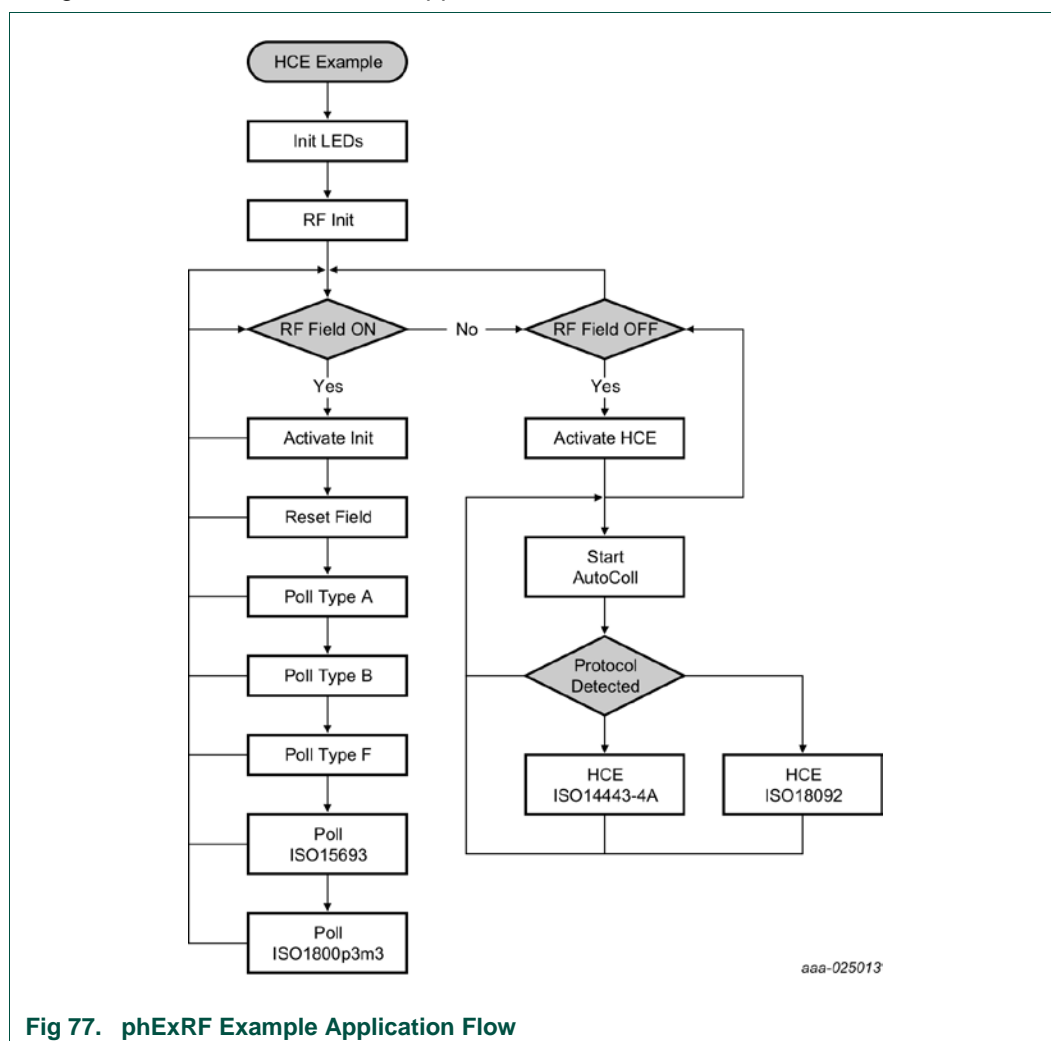 HCE Example
Init LEDs
RF Init
RF Field ON
No
RF Field OFF
Yes
Yes
Activate Init
Activate HCE
Reset Field
Start
AutoColl
Poll Type A
Poll Type B
Protocol
Detected
Poll Type F
HCE
ISO14443-4A
HCE
ISO18092
Poll
ISO15693
Poll
ISO1800p3m3
aaa-025013
Fig 77. phExRF Example Application Flow